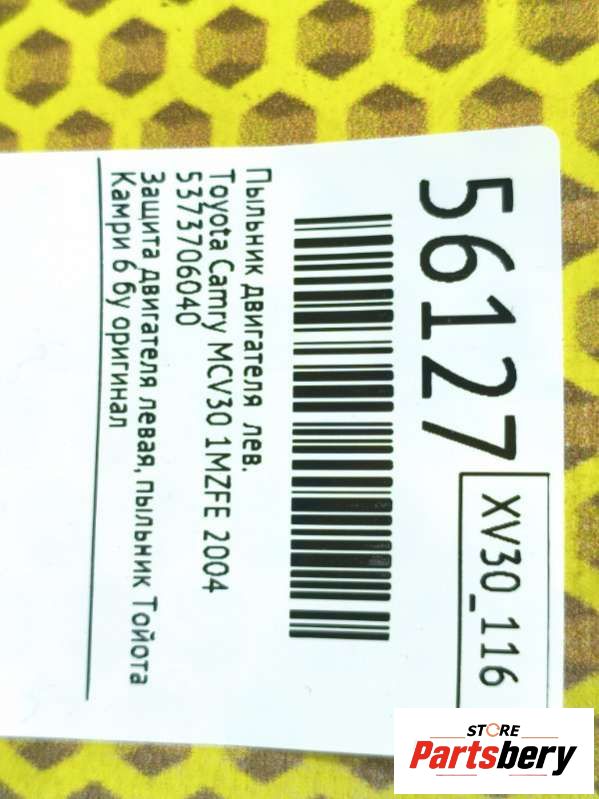 56127
XV30_116
Пыльник двигателя лев.
Toyota Camry MCV30 1MZFE 2004
5373706040
Защита двигателя левая, пыльник Тойота
Камри 6 бу оригинал
STORE
Partsbery